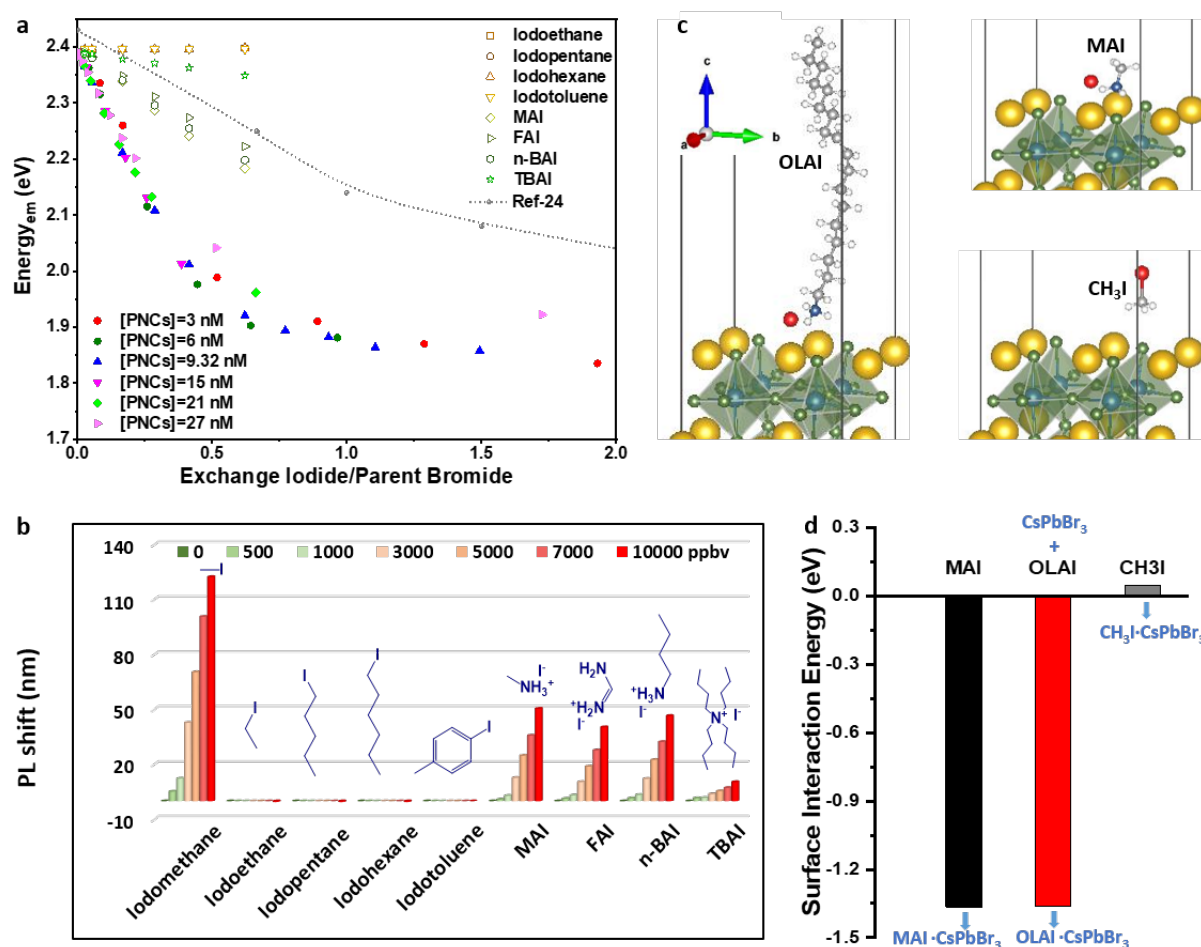 a
2.4
2.3
2.2
2.1
2.0
1.9
1.8
1.7
Energyem (eV)
0.0
0.5
1.0
1.5
2.0
Exchange Iodide/Parent Bromide
Iodoethane
Iodopentane
Iodohexane
Iodotoluene
MAI
FAI
n-BAI
TBAI
Ref-24
[PNCs]=3 nM
[PNCs]=6 nM
[PNCs]=9.32 nM
[PNCs]=15 nM
[PNCs]=21 nM
[PNCs]=27 nM
c
c
a
b
OLAI
MAI
CH3I
b
0 500 1000 3000 5000 7000 10000 ppbv
140
110
80
50
20
-10
PL shift (nm)
I
I
I
I
I
I-
NH3+
H2N
+H2N
I-
+H3N
I-
N+ I-
Iodomethane
Iodoethane
Iodopentane
Iodohexane
Iodotoluene
MAI
FAI
n-BAI
TBAI
d
CsPbBr3
+
MAI OLAI CH3I
0.3
0.0
-0.3
-0.6
-0.9
-1.2
-1.5
Surface Interaction Energy (eV)
CH3I·CsPbBr3
MAI·CsPbBr3
OLAI·CsPbBr3